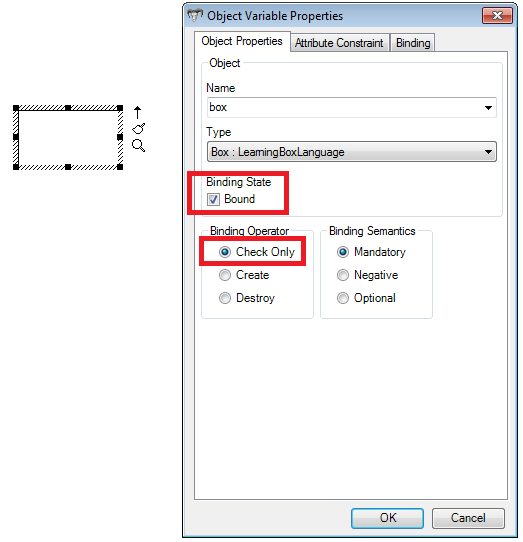 Object Variable Properties
Object Properties Attribute Constraint Binding
Object
Name
box
Type
Box : LearningBoxLanguage
Binding State
Bound
Binding Operator Binding Semantics
Check Only Mandatory
Create Negative
Destroy Optional
OK Cancel